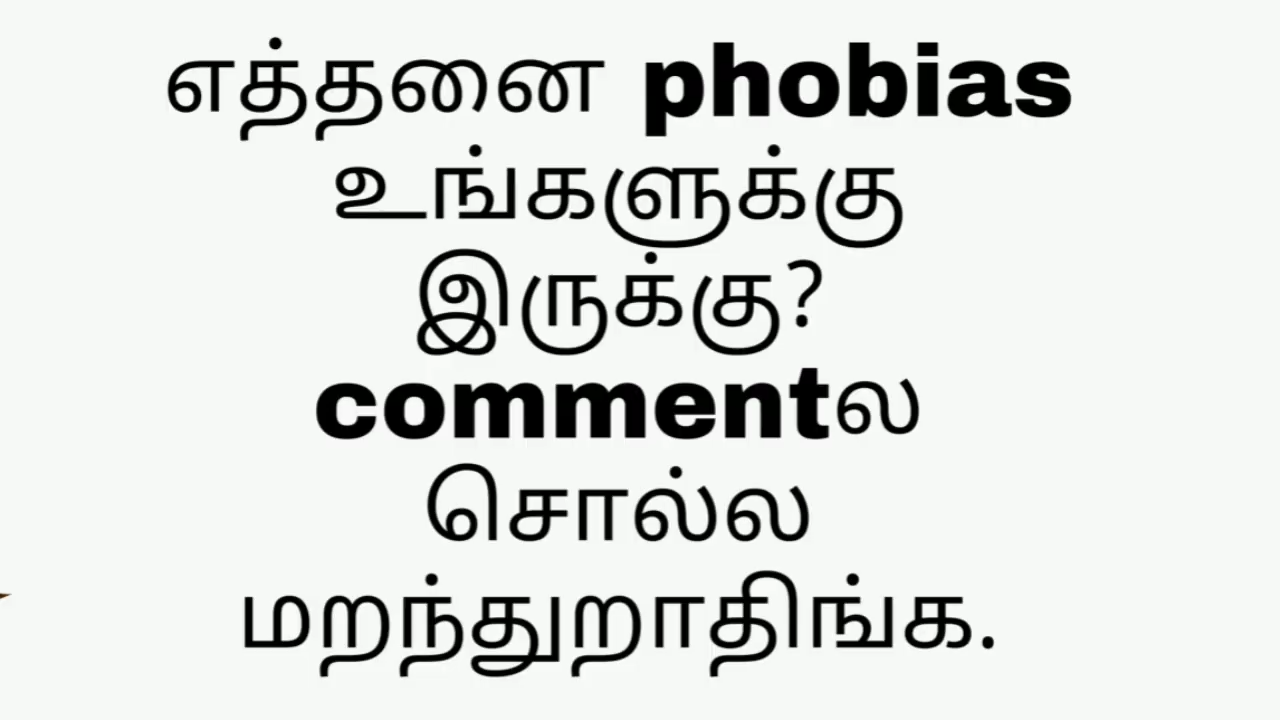 எத்தனை phobias
உங்களுக்கு
இருக்கு?
commentல
சொல்ல
மறந்துறாதிங்க.